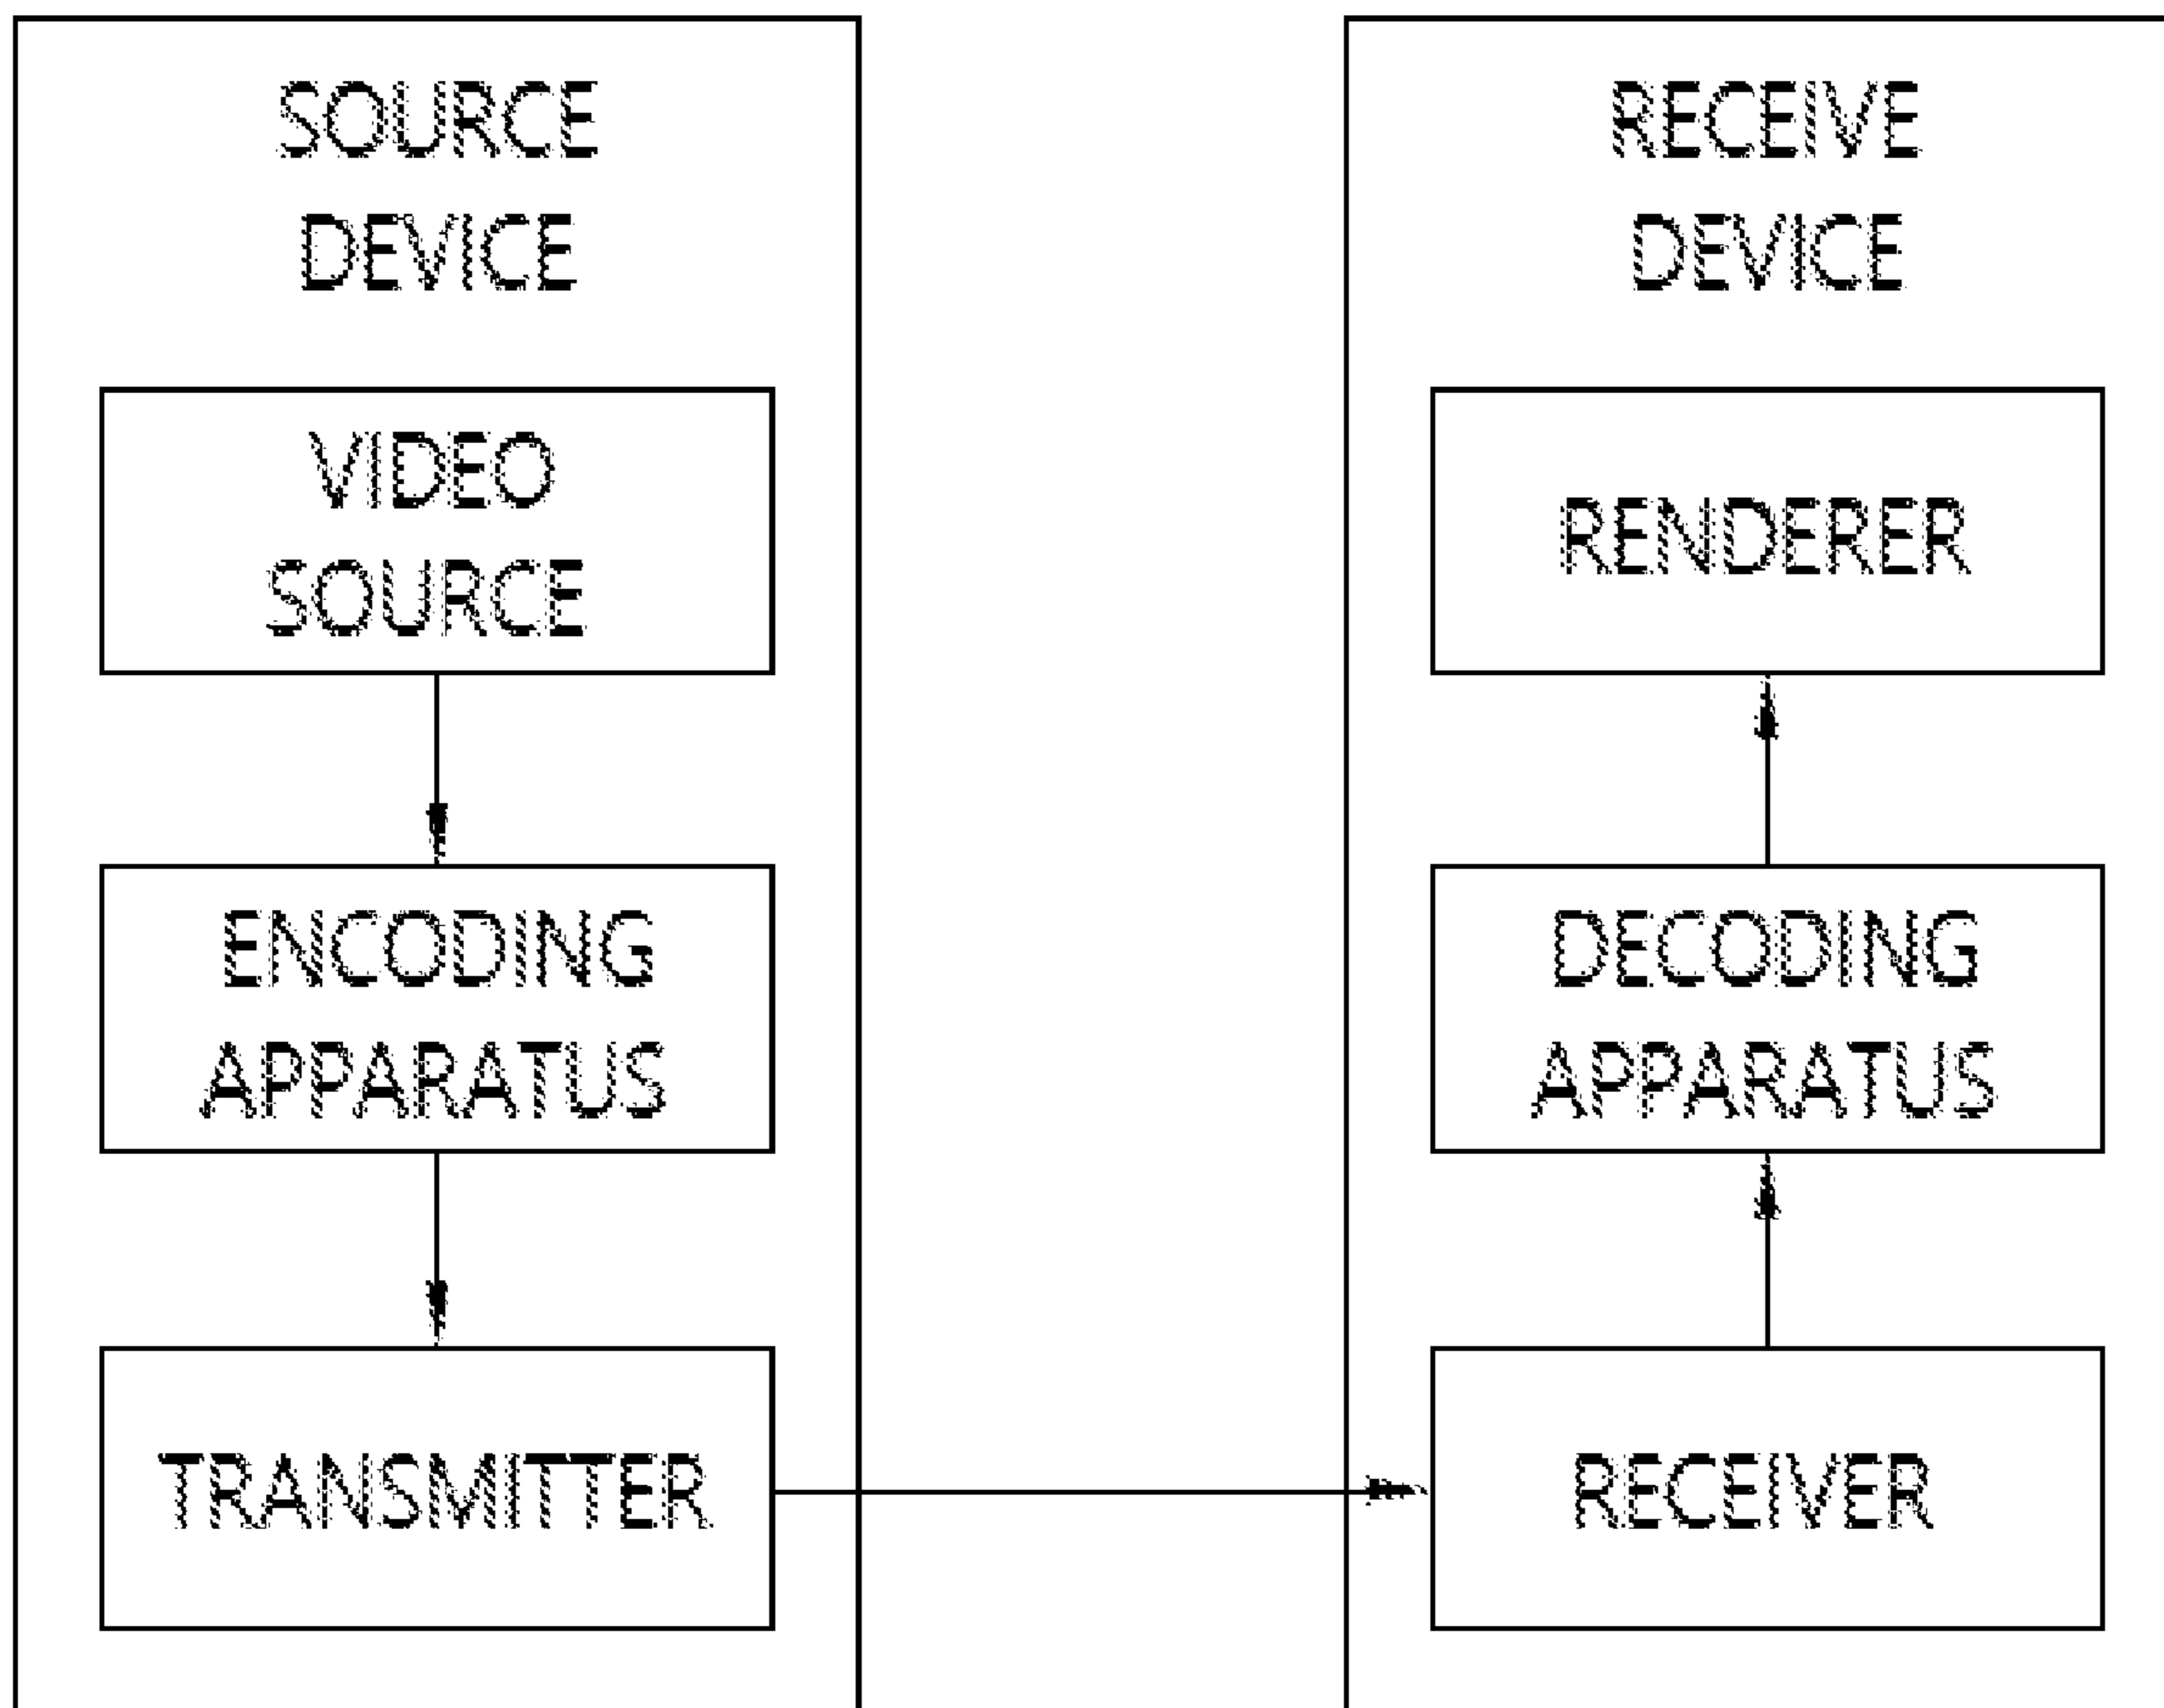 SOURCE
DEVICE
VIDEO
SOURCE
ENCODING
APPARATUS
TRANSMITTER
RECEIVE
DEVICE
RENDERER
DECODING
APPARATUS
RECEIVER